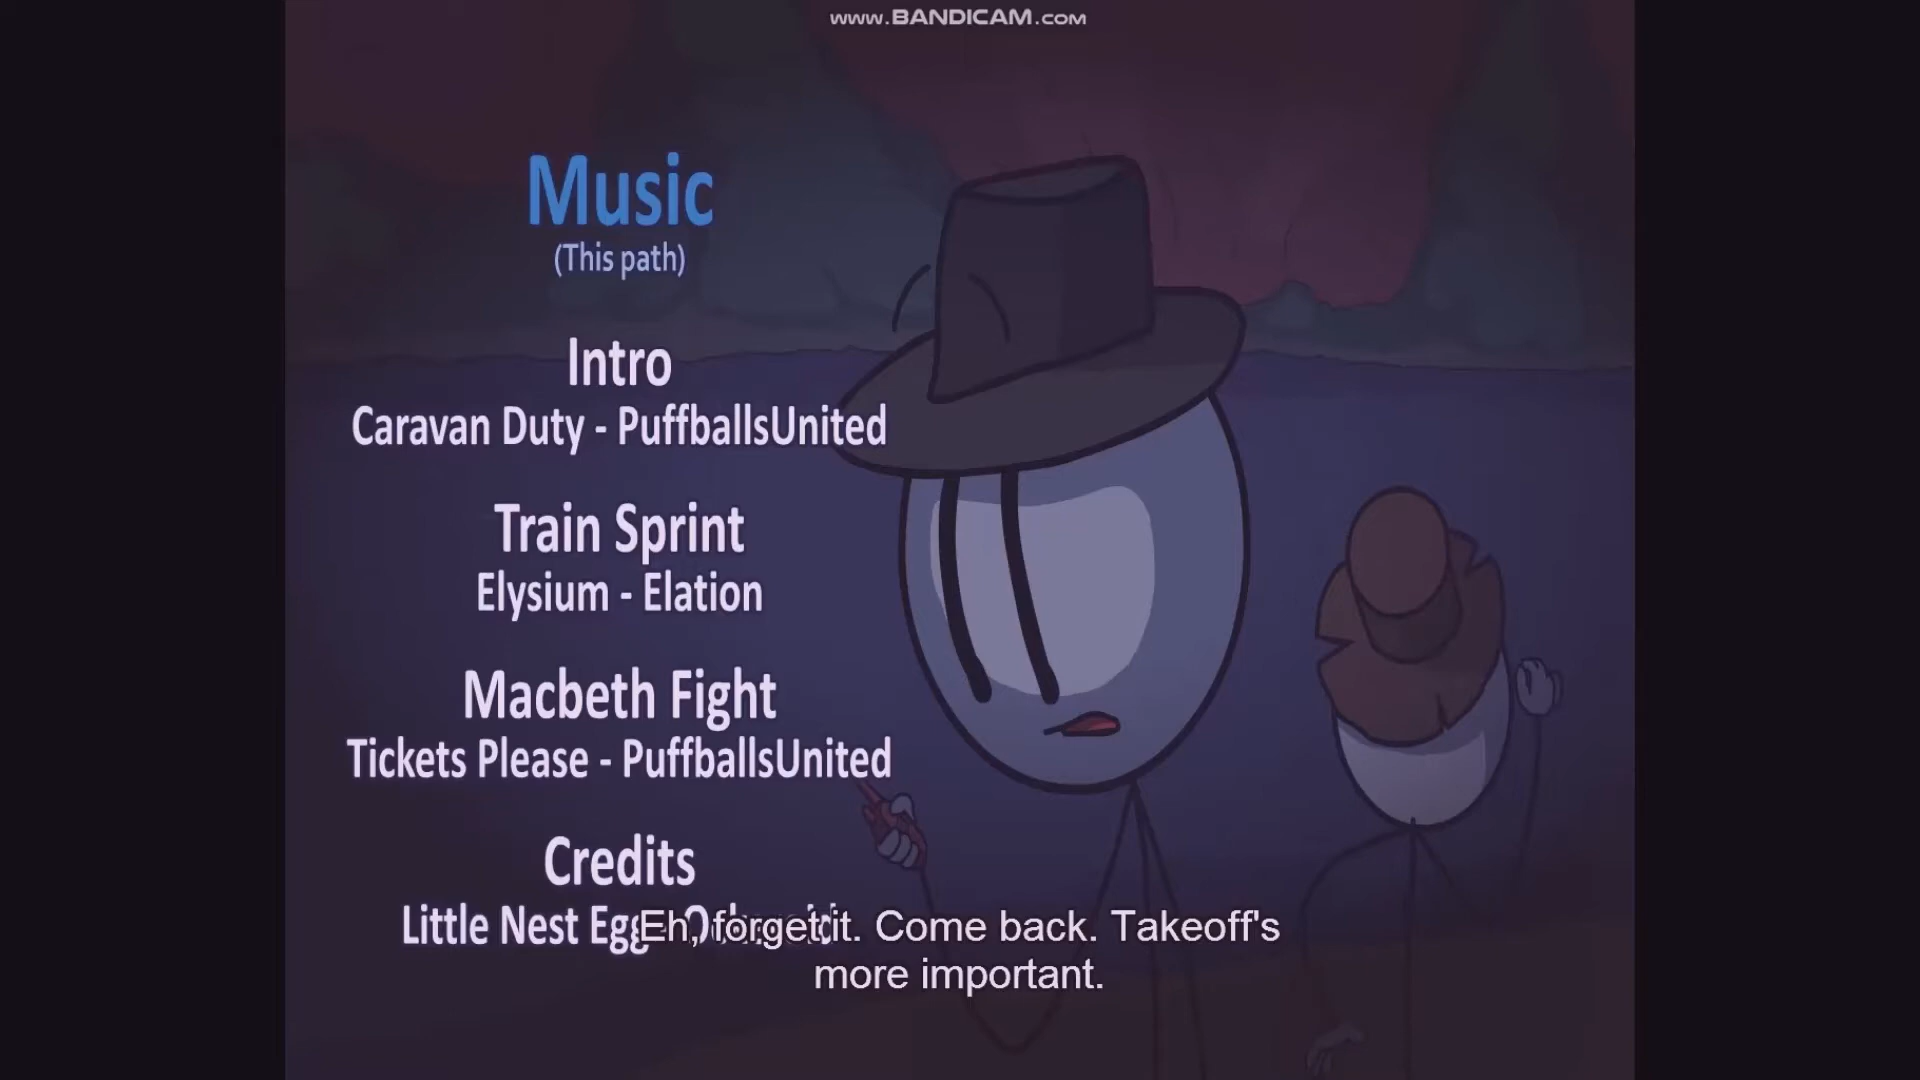 www.BANDICAM.com
Music
(This path)
Intro
Caravan Duty - PuffballsUnited
Train Sprint
Elysium - Elation
Macbeth Fight
Tickets Please - PuffballsUnited
Credits
Little Nest Egg -
Eh, forget it. Come back. Takeoff's
more important.